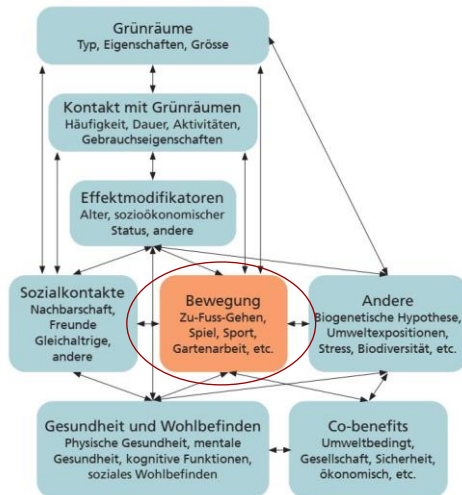 Grünräume
Typ, Eigenschaften, Grösse
Kontakt mit Grünräumen
Häufigkeit, Dauer, Aktivitäten,
Gebrauchseigenschaften
Effektmodifikatoren
Alter, sozioökonomischer
Status, andere
Sozialkontakte
Nachbarschaft,
Freunde
Gleichaltrige,
andere
Bewegung
Zu-Fuss-Gehen,
Spiel, Sport,
Gartenarbeit, etc.
Andere
Biogenetische Hypothese,
Umweltexpositionen,
Stress, Biodiversität, etc.
Gesundheit und Wohlbefinden
Physische Gesundheit, mentale
Gesundheit, kognitive Funktionen,
soziales Wohlbefinden
Co-benefits
Umweltbedingt,
Gesellschaft, Sicherheit,
ökonomisch, etc.